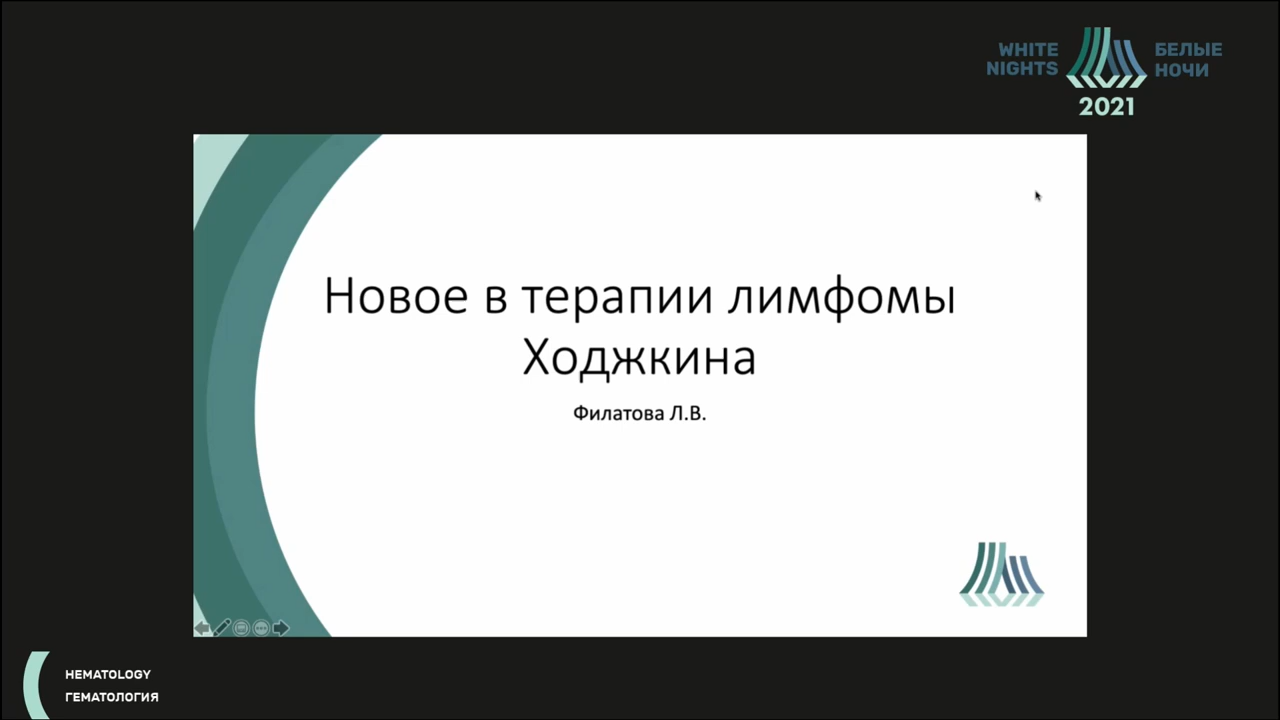 WHITE
NIGHTS
БЕЛЫЕ
НОЧИ
2021
Новое в терапии лимфомы
Ходжкина
Филатова Л.В.
HEMATOLOGY
ГЕМАТОЛОГИЯ